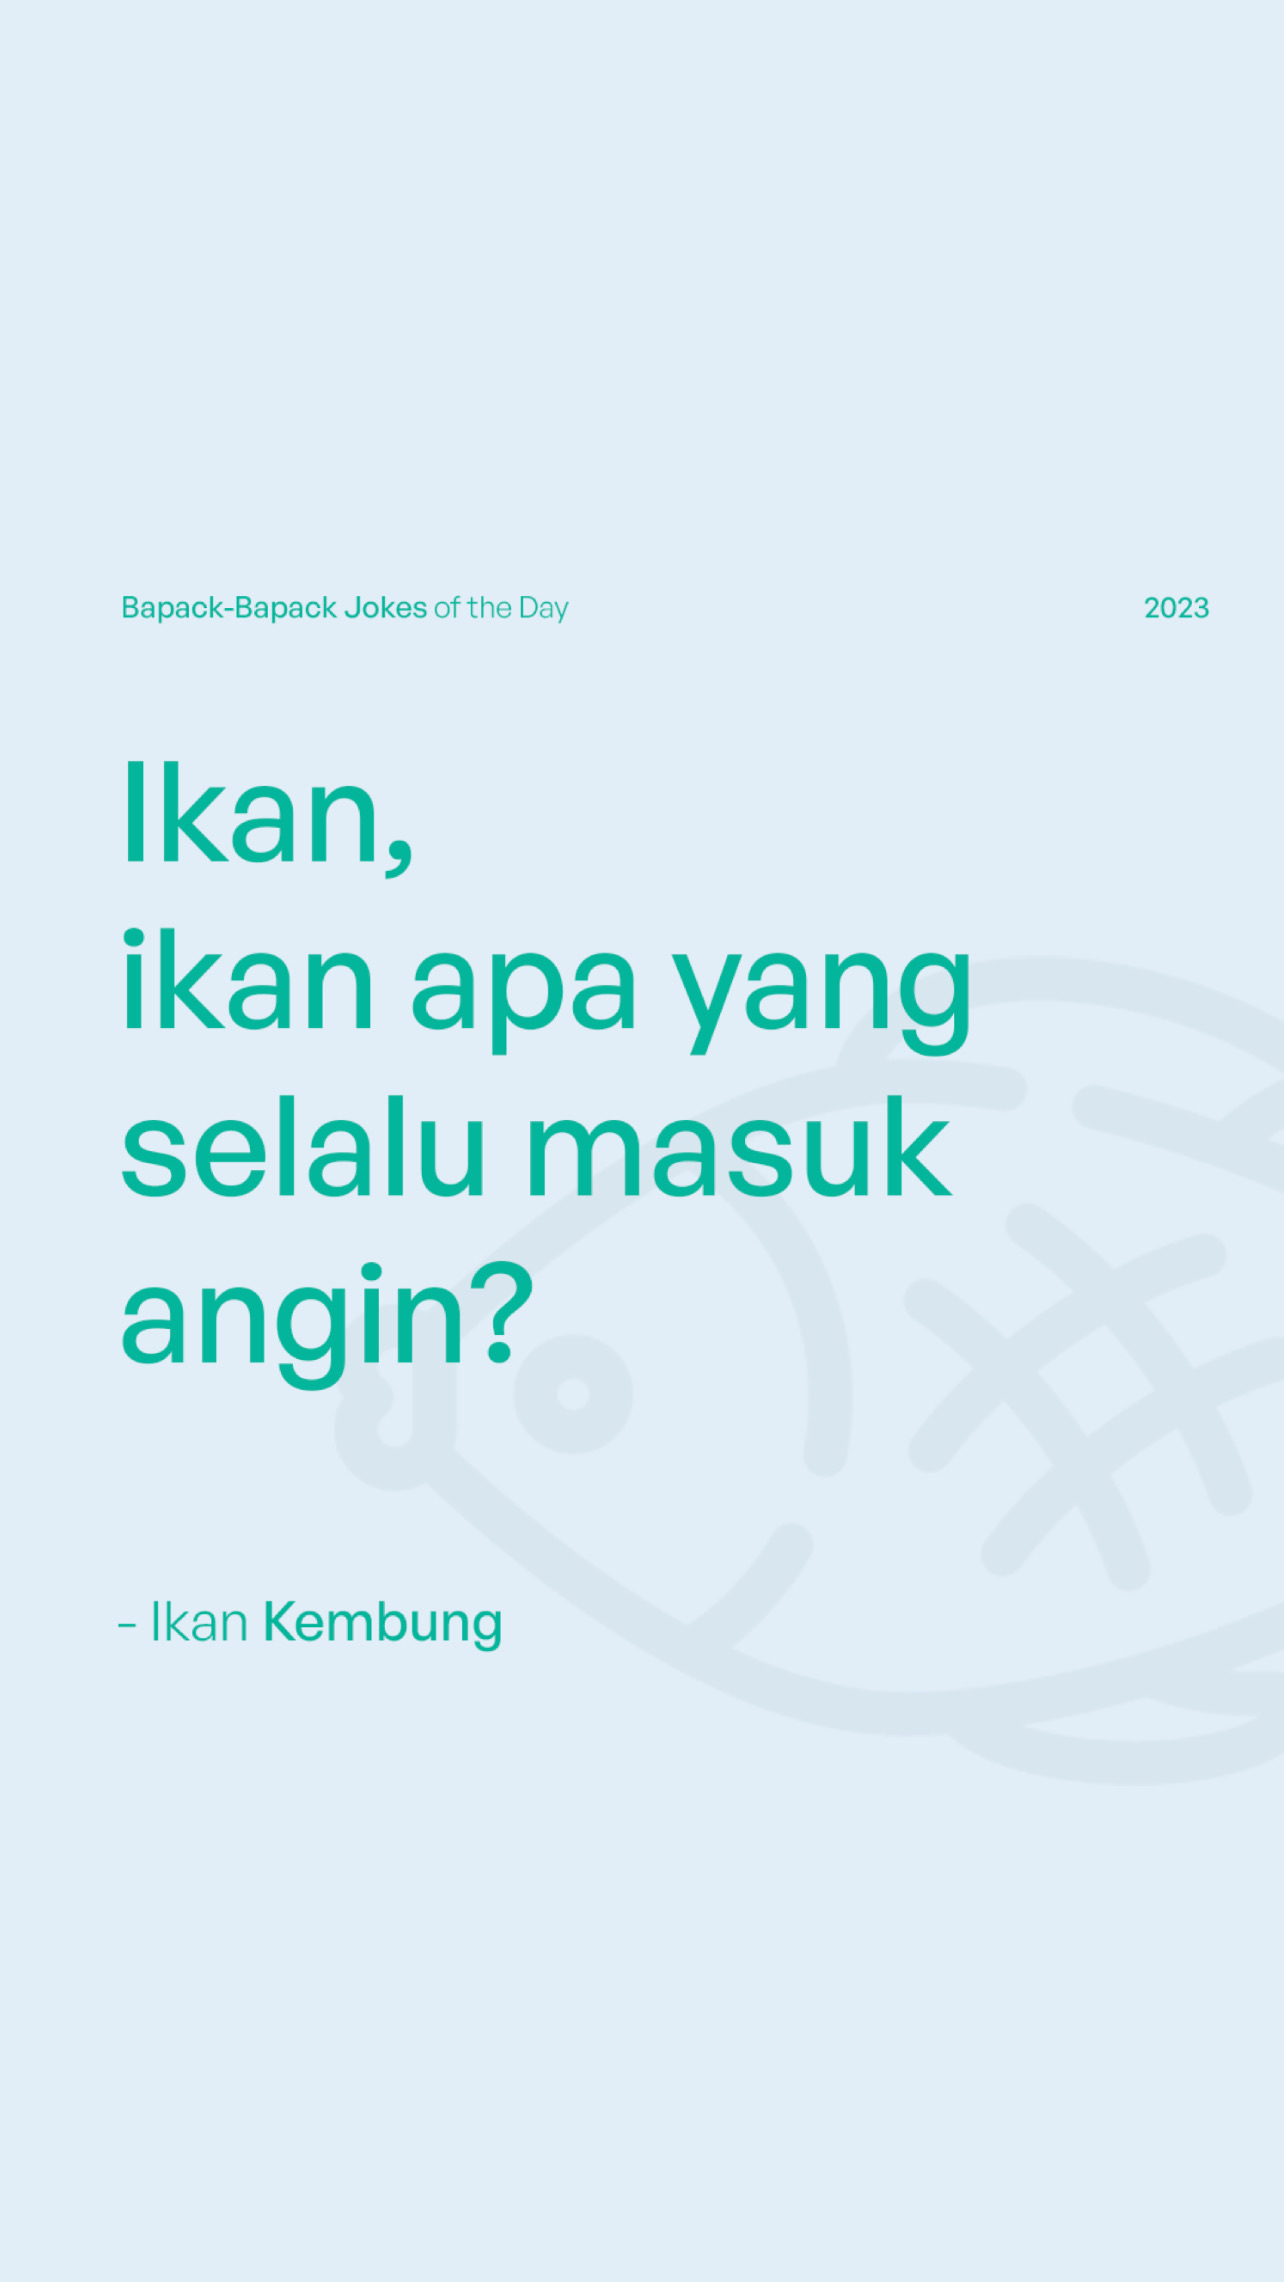 Bapack-Bapack Jokes of the Day 2023
Ikan,
ikan apa yang
selalu masuk
angin?
- Ikan Kembung